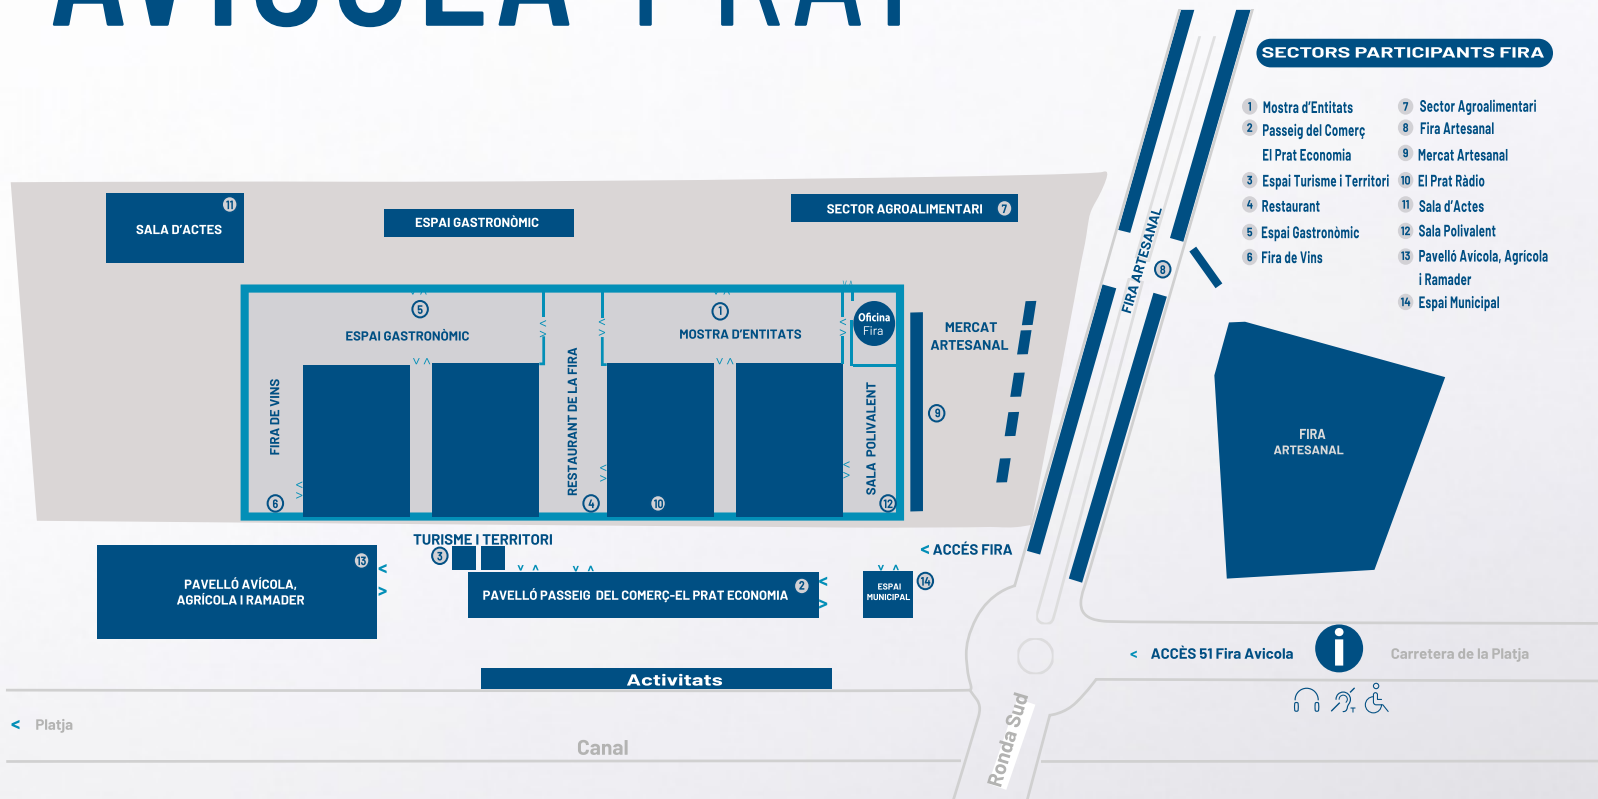 AVÍCOLA PRAT
SECTORS PARTICIPANTS FIRA
1 Mostra d'Entitats
2 Passeig del Comerç
El Prat Economia
3 Espai Turisme i Territori
4 Restaurant
5 Espai Gastronòmic
6 Fira de Vins
7 Sector Agroalimentari
8 Fira Artesanal
9 Mercat Artesanal
10 El Prat Ràdio
11 Sala d'Actes
12 Sala Polivalent
13 Pavelló Avícola, Agrícola
i Ramader
14 Espai Municipal
11
SALA D'ACTES
ESPAI GASTRONÒMIC
SECTOR AGROALIMENTARI 7
FIRA ARTESANAL
8
5
ESPAI GASTRONÒMIC
1
MOSTRA D'ENTITATS
Oficina
Fira
MERCAT
ARTESANAL
9
FIRA DE VINS
6
RESTAURANT DE LA FIRA
4
10
SALA POLIVALENT
12
FIRA
ARTESANAL
TURISME I TERRITORI
3
< ACCÉS FIRA
13
PAVELLÓ AVÍCOLA,
AGRÍCOLA I RAMADER
PAVELLÓ PASSEIG DEL COMERÇ-EL PRAT ECONOMIA 2
ESPAI
MUNICIPAL
14
< ACCÈS 51 Fira Avicola
i
Carretera de la Platja
T
Activitats
< Platja
Canal
Ronda Sud